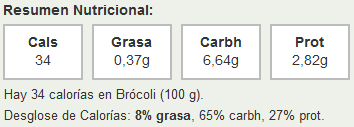 Resumen Nutricional:
Cals Grasa Carbh Prot
34 0,37g 6,64g 2,82g
Hay 34 calorías en Brócoli (100 g).
Desglose de Calorías: 8% grasa, 65% carbh, 27% prot.